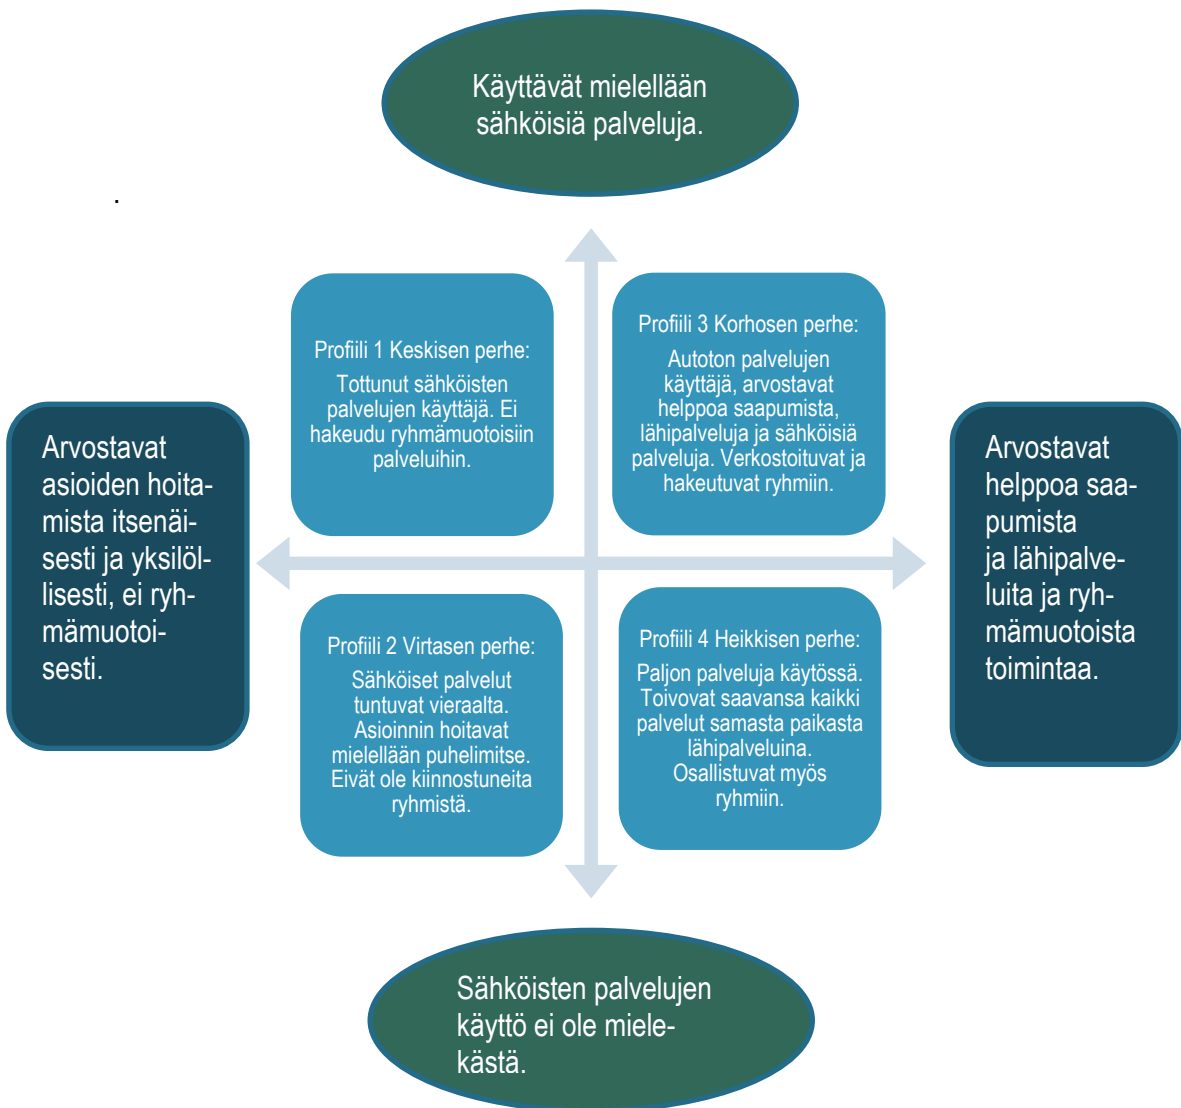 Käyttävät mielellään
sähköisiä palveluja.
.
Profiili 1 Keskisen perhe:
Tottunut sähköisten
palvelujen käyttäjä. Ei
hakeudu ryhmämuotoisiin
palveluihin.
Profiili 3 Korhosen perhe:
Autoton palvelujen
käyttäjä, arvostavat
helppoa saapumista,
lähipalveluja ja sähköisiä
palveluja. Verkostoituvat ja
hakeutuvat ryhmiin.
Arvostavat
asioiden hoita-
mista itsenäi-
sesti ja yksilöl-
lisesti, ei ryh-
mämuotoi-
sesti.
Arvostavat
helppoa saa-
pumista
ja lähipalve-
luita ja ryh-
mämuotoista
toimintaa.
Profiili 2 Virtasen perhe:
Sähköiset palvelut
tuntuvat vieraalta.
Asioinnin hoitavat
mielellään puhelimitse.
Eivät ole kiinnostuneita
ryhmistä.
Profiili 4 Heikkisen perhe:
Paljon palveluja käytössä.
Toivovat saavansa kaikki
palvelut samasta paikasta
lähipalveluina.
Osallistuvat myös
ryhmiin.
Sähköisten palvelujen
käyttö ei ole miele-
kästä.